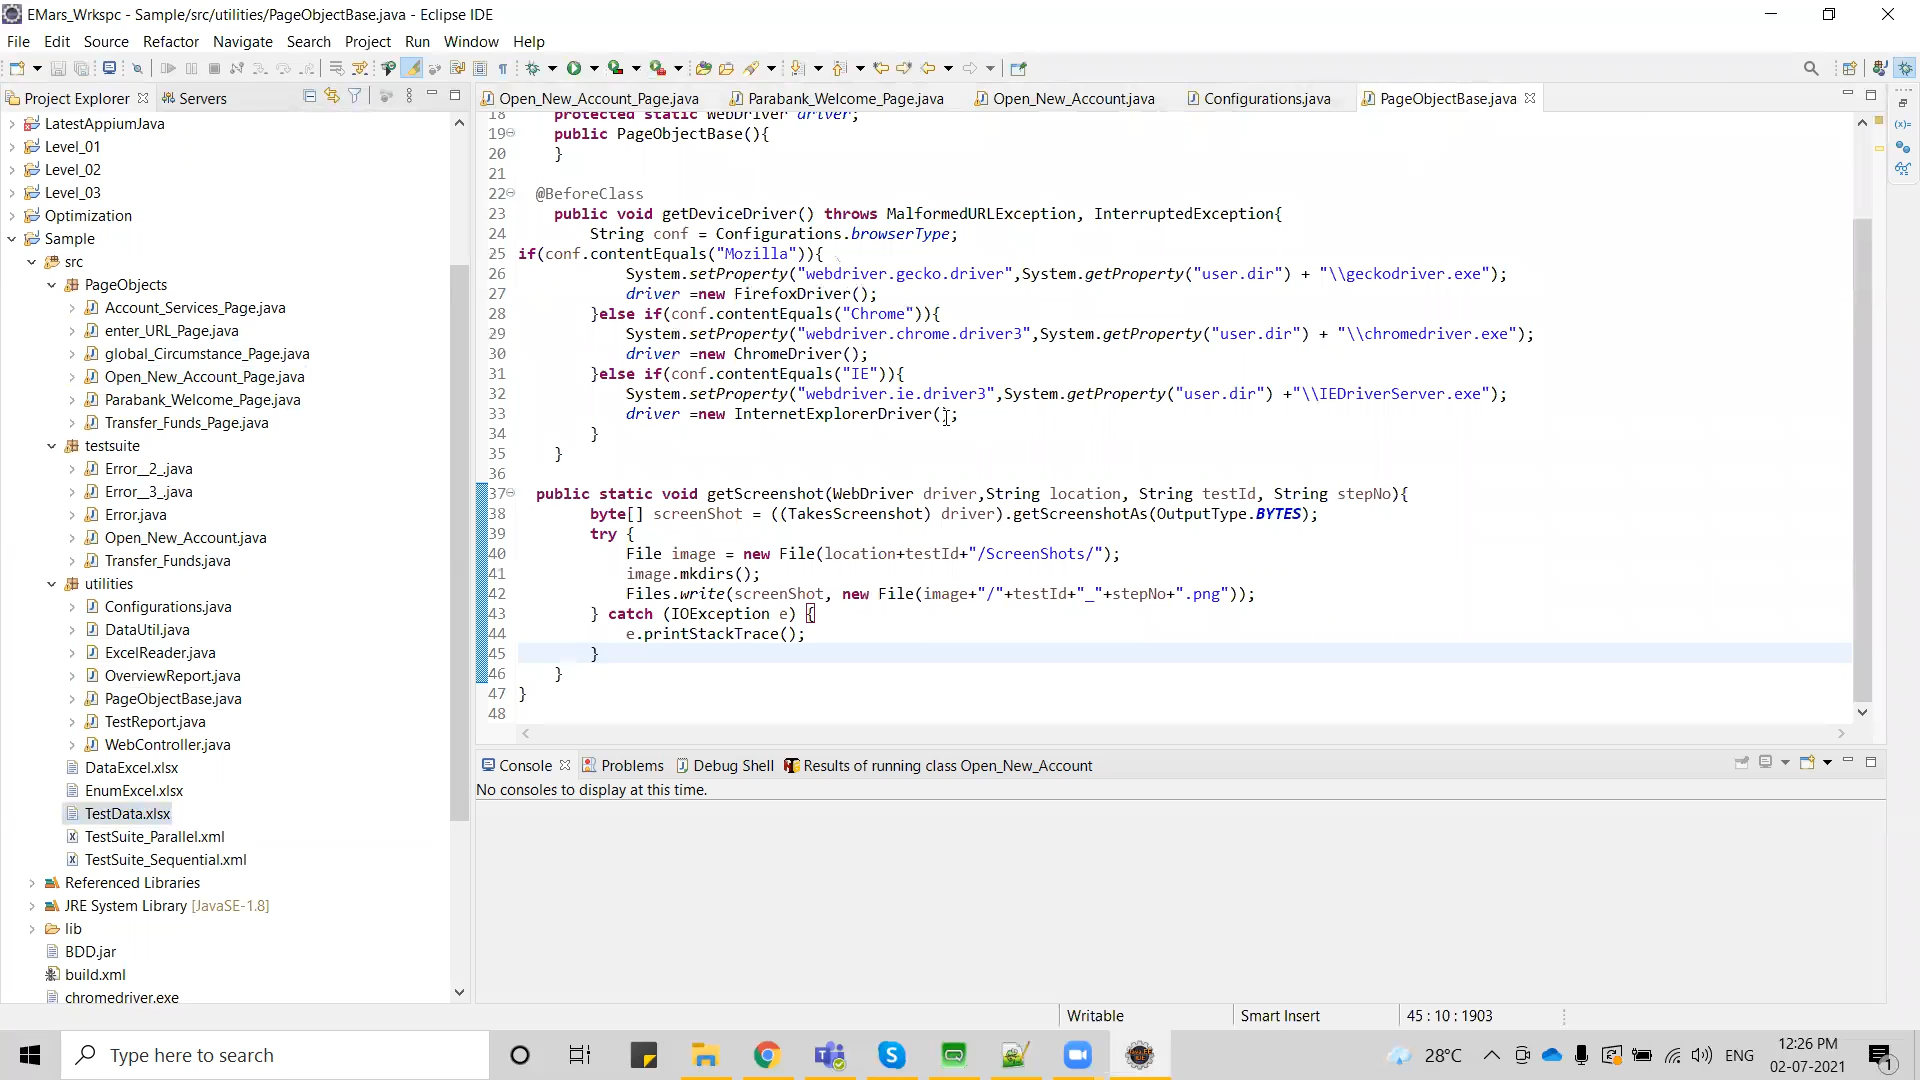 EMars_Wrkspc - Sample/src/utilities/PageObjectBase.java - Eclipse IDE
File Edit Source Refactor Navigate Search Project Run Window Help
Project Explorer
Servers
LatestAppiumJava
Level_01
Level_02
Level_03
Optimization
Sample
src
PageObjects
Account_Services_Page.java
enter_URL_Page.java
global_Circumstance_Page.java
Open_New_Account_Page.java
Parabank_Welcome_Page.java
Transfer_Funds_Page.java
testsuite
Error__2_.java
Error__3_.java
Error.java
Open_New_Account.java
Transfer_Funds.java
utilities
Configurations.java
DataUtil.java
ExcelReader.java
OverviewReport.java
PageObjectBase.java
TestReport.java
WebController.java
DataExcel.xlsx
EnumExcel.xlsx
TestData.xlsx
TestSuite_Parallel.xml
TestSuite_Sequential.xml
Referenced Libraries
JRE System Library [JavaSE-1.8]
lib
BDD.jar
build.xml
chromedriver.exe
Open_New_Account_Page.java Parabank_Welcome_Page.java Open_New_Account.java Configurations.java PageObjectBase.java
18 protected static WebDriver driver;
19 public PageObjectBase(){
20 }
21
22 @BeforeClass
23 public void getDeviceDriver() throws MalformedURLException, InterruptedException{
24 String conf = Configurations.browserType;
25 if(conf.contentEquals("Mozilla")){
26 System.setProperty("webdriver.gecko.driver",System.getProperty("user.dir") + "\\geckodriver.exe");
27 driver =new FirefoxDriver();
28 }else if(conf.contentEquals("Chrome")){
29 System.setProperty("webdriver.chrome.driver3",System.getProperty("user.dir") + "\\chromedriver.exe");
30 driver =new ChromeDriver();
31 }else if(conf.contentEquals("IE")){
32 System.setProperty("webdriver.ie.driver3",System.getProperty("user.dir") +"\\IEDriverServer.exe");
33 driver =new InternetExplorerDriver();
34 }
35 }
36
37 public static void getScreenshot(WebDriver driver,String location, String testId, String stepNo){
38 byte[] screenShot = ((TakesScreenshot) driver).getScreenshotAs(OutputType.BYTES);
39 try {
40 File image = new File(location+testId+"/ScreenShots/");
41 image.mkdirs();
42 Files.write(screenShot, new File(image+"/"+testId+"_"+stepNo+".png"));
43 } catch (IOException e) {
44 e.printStackTrace();
45 }
46 }
47 }
48
Console Problems Debug Shell Results of running class Open_New_Account
No consoles to display at this time.
Writable Smart Insert 45 : 10 : 1903
Type here to search
28°C ENG
12:26 PM
02-07-2021
1